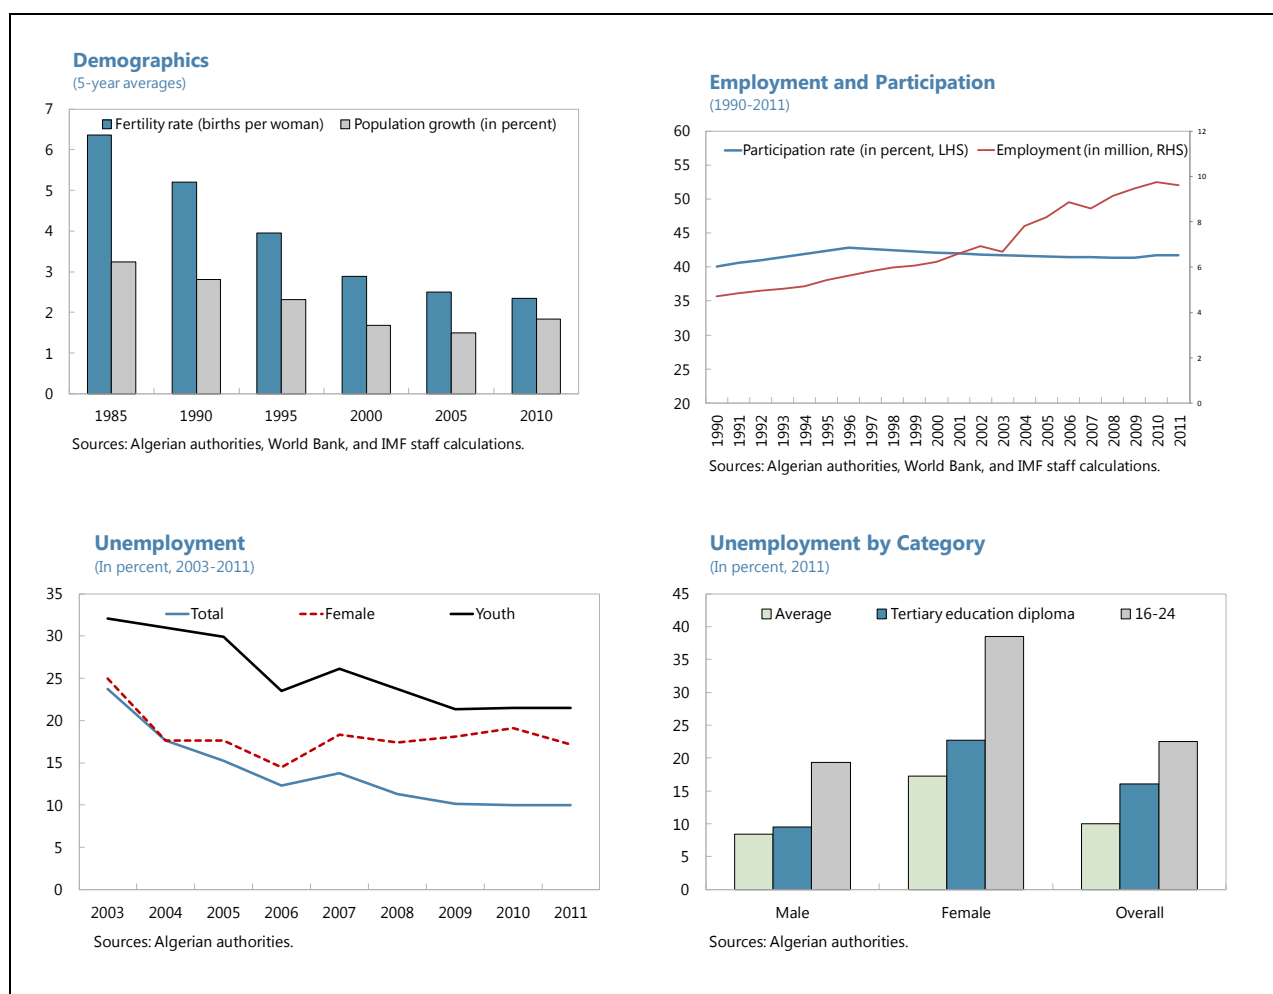 Demographics
(5-year averages)
7
Fertility rate (births per woman) Population growth (in percent)
6
5
4
3
2
1
0
1985 1990 1995 2000 2005 2010
Sources: Algerian authorities, World Bank, and IMF staff calculations.
Employment and Participation
(1990-2011)
60 12
Participation rate (in percent, LHS) Employment (in million, RHS)
55
50 10
45 8
40 6
35
30 4
25 2
20 0
1990 1991 1992 1993 1994 1995 1996 1997 1998 1999 2000 2001 2002 2003 2004 2005 2006 2007 2008 2009 2010 2011
Sources: Algerian authorities, World Bank, and IMF staff calculations.
Unemployment
(In percent, 2003-2011)
35
Total Female Youth
30
25
20
15
10
5
0
2003 2004 2005 2006 2007 2008 2009 2010 2011
Sources: Algerian authorities.
Unemployment by Category
(In percent, 2011)
45
Average Tertiary education diploma 16-24
40
35
30
25
20
15
10
5
0
Male Female Overall
Sources: Algerian authorities.